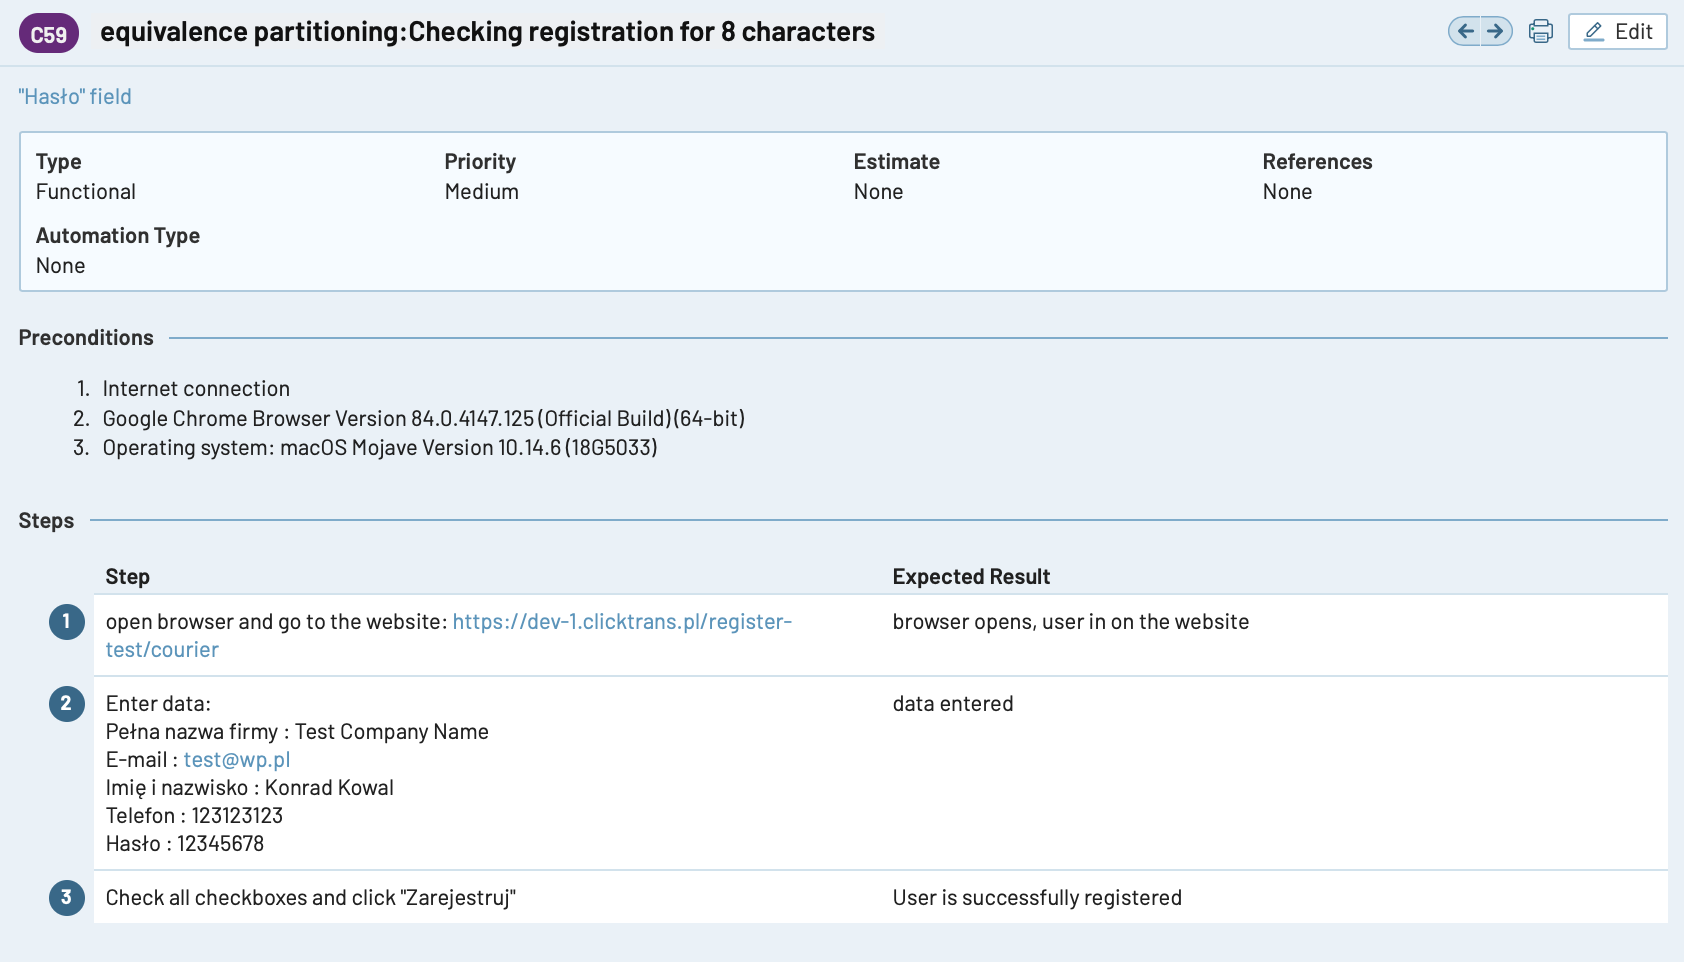 C59 equivalence partitioning:Checking registration for 8 characters Edit
"Hasło" field
Type Priority Estimate References
Functional Medium None None
Automation Type
None
Preconditions
1. Internet connection
2. Google Chrome Browser Version 84.0.4147.125 (Official Build) (64-bit)
3. Operating system: macOS Mojave Version 10.14.6 (18G5033)
Steps
Step Expected Result
1 open browser and go to the website: https://dev-1.clicktrans.pl/register- browser opens, user in on the website
test/courier
2 Enter data: data entered
Pełna nazwa firmy : Test Company Name
E-mail : test@wp.pl
Imię i nazwisko : Konrad Kowal
Telefon : 123123123
Hasło : 12345678
3 Check all checkboxes and click "Zarejestruj" User is successfully registered